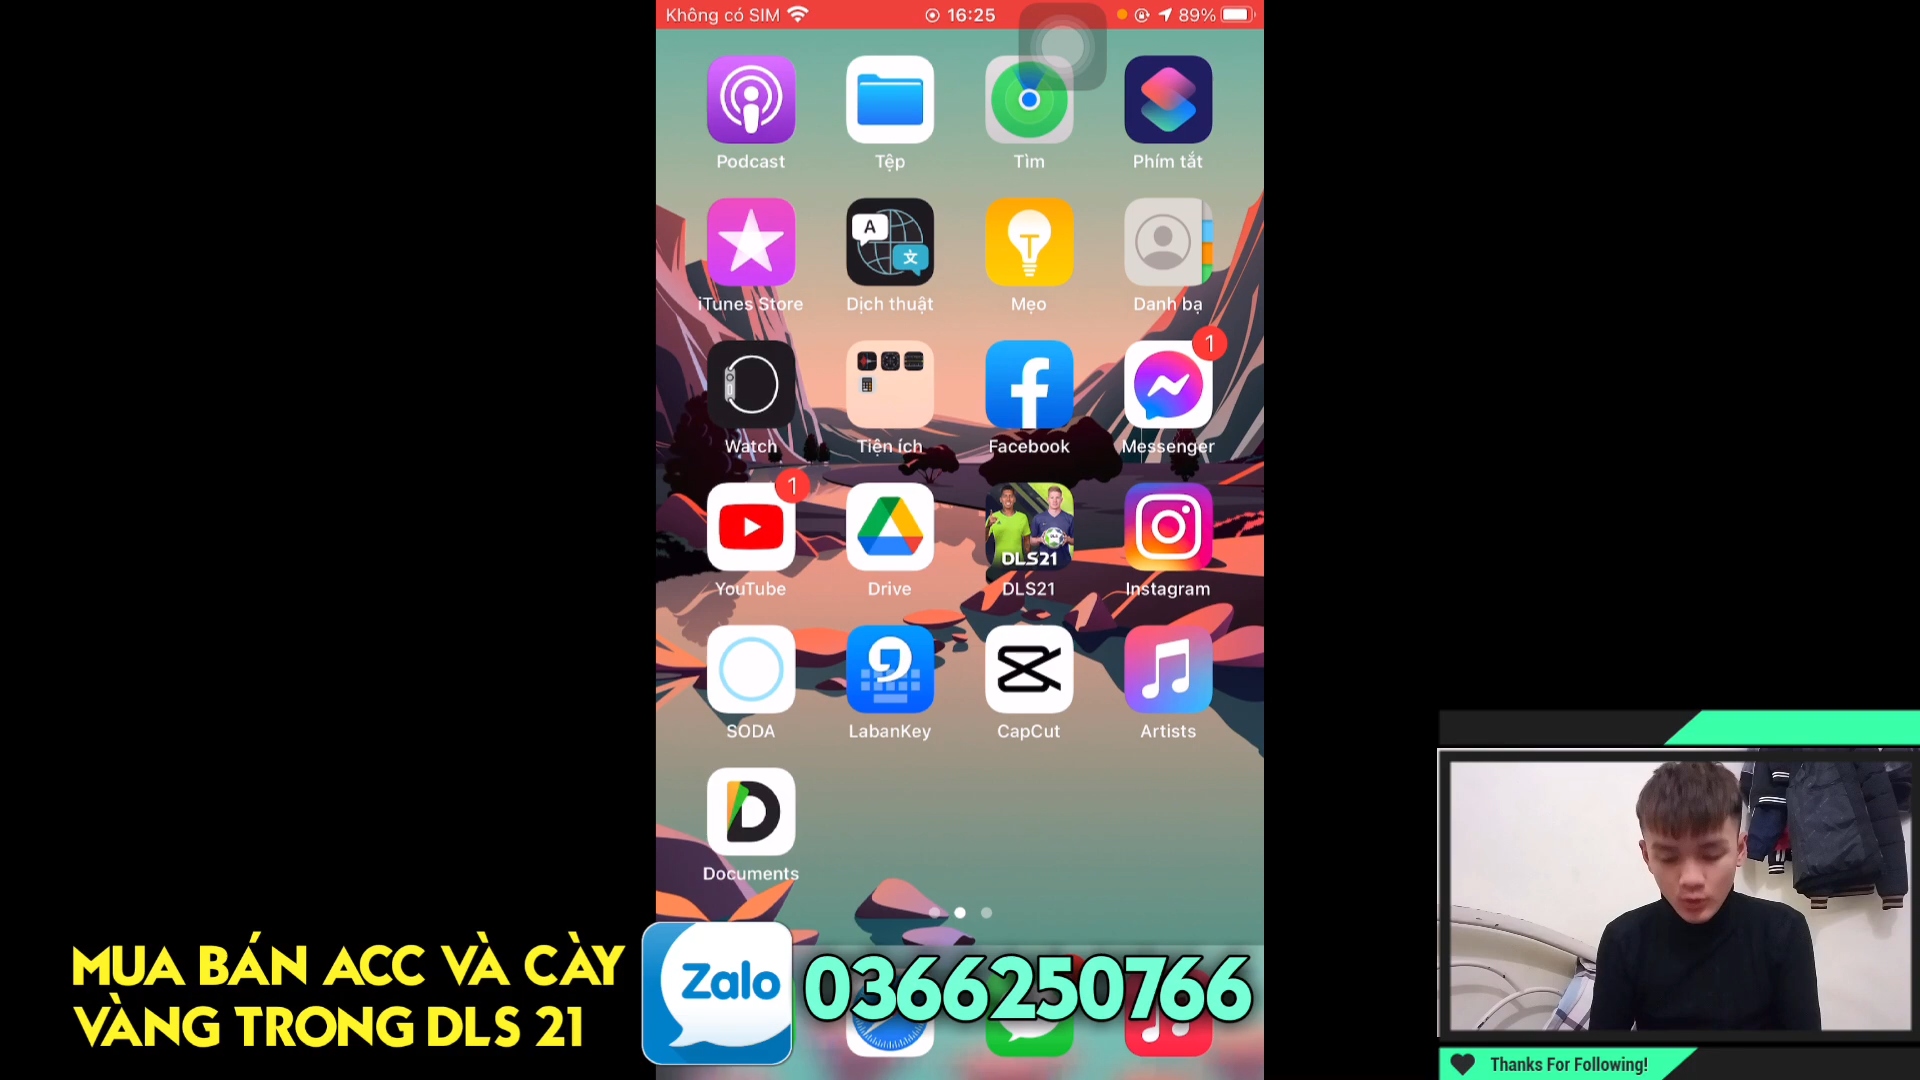 Không có SIM
16:25
89%
Podcast
Tệp
Tìm
Phím tắt
A
文
iTunes Store
Dịch thuật
Mẹo
Danh bạ
1
Watch
Tiện ích
Facebook
Messenger
1
DLS21
YouTube
Drive
DLS21
Instagram
SODA
LabanKey
CapCut
Artists
Documents
MUA BÁN ACC VÀ CÀY
VÀNG TRONG DLS 21
Zalo
0366250766
Thanks For Following!